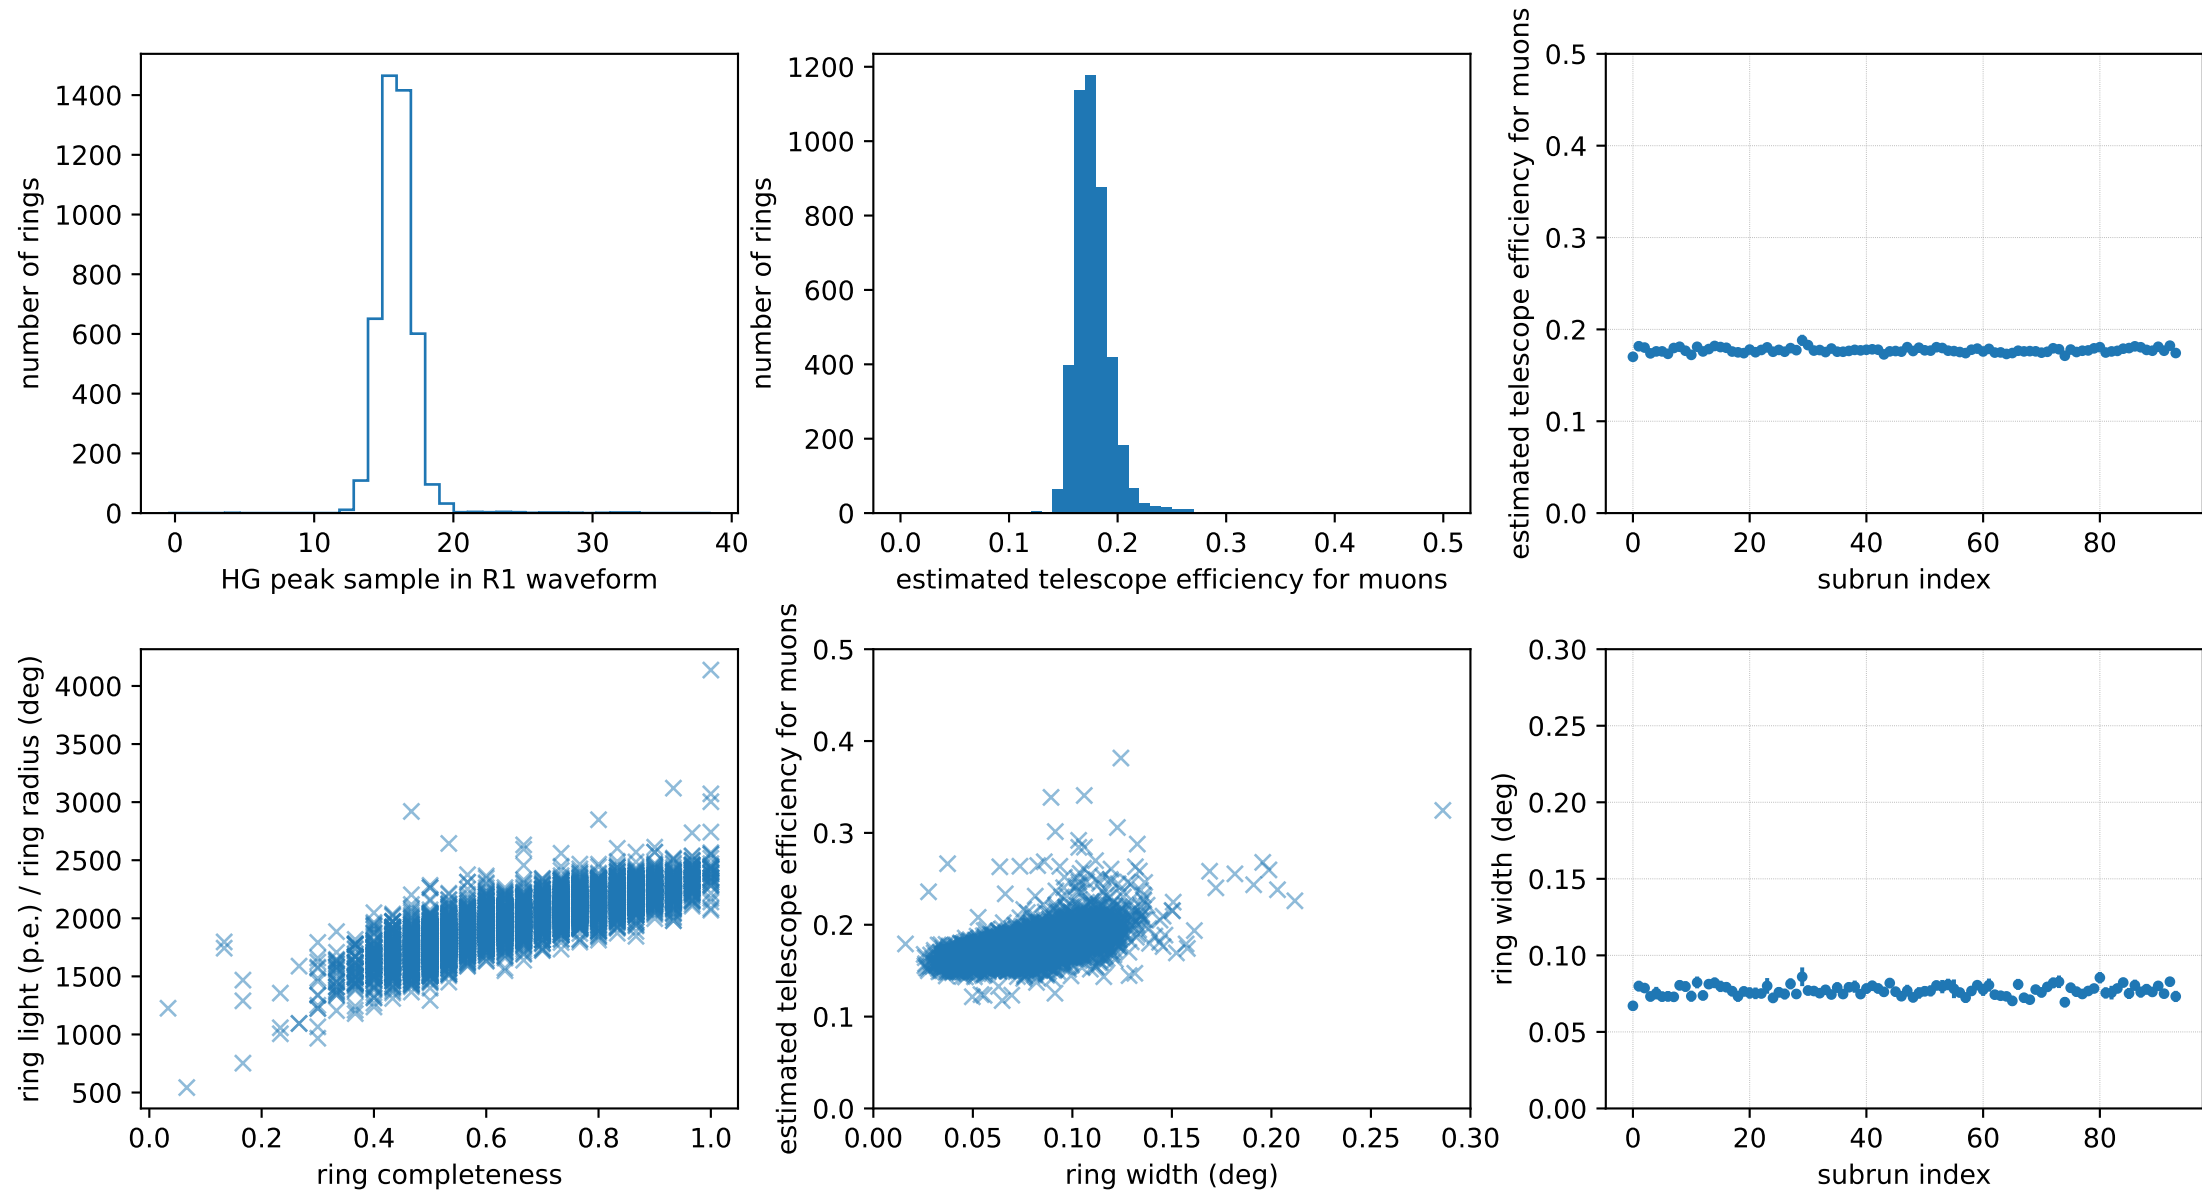 number of rings
1400
1200
1000
800
600
400
200
0
0 10 20 30 40
HG peak sample in R1 waveform
number of rings
1200
1000
800
600
400
200
0
0.0 0.1 0.2 0.3 0.4 0.5
estimated telescope efficiency for muons
estimated telescope efficiency for muons
0.5
0.4
0.3
0.2
0.1
0.0
0 20 40 60 80
subrun index
ring light (p.e.) / ring radius (deg)
4000
3500
3000
2500
2000
1500
1000
500
0.0 0.2 0.4 0.6 0.8 1.0
ring completeness
estimated telescope efficiency for muons
0.5
0.4
0.3
0.2
0.1
0.0
0.00 0.05 0.10 0.15 0.20 0.25 0.30
ring width (deg)
ring width (deg)
0.30
0.25
0.20
0.15
0.10
0.05
0.00
0 20 40 60 80
subrun index